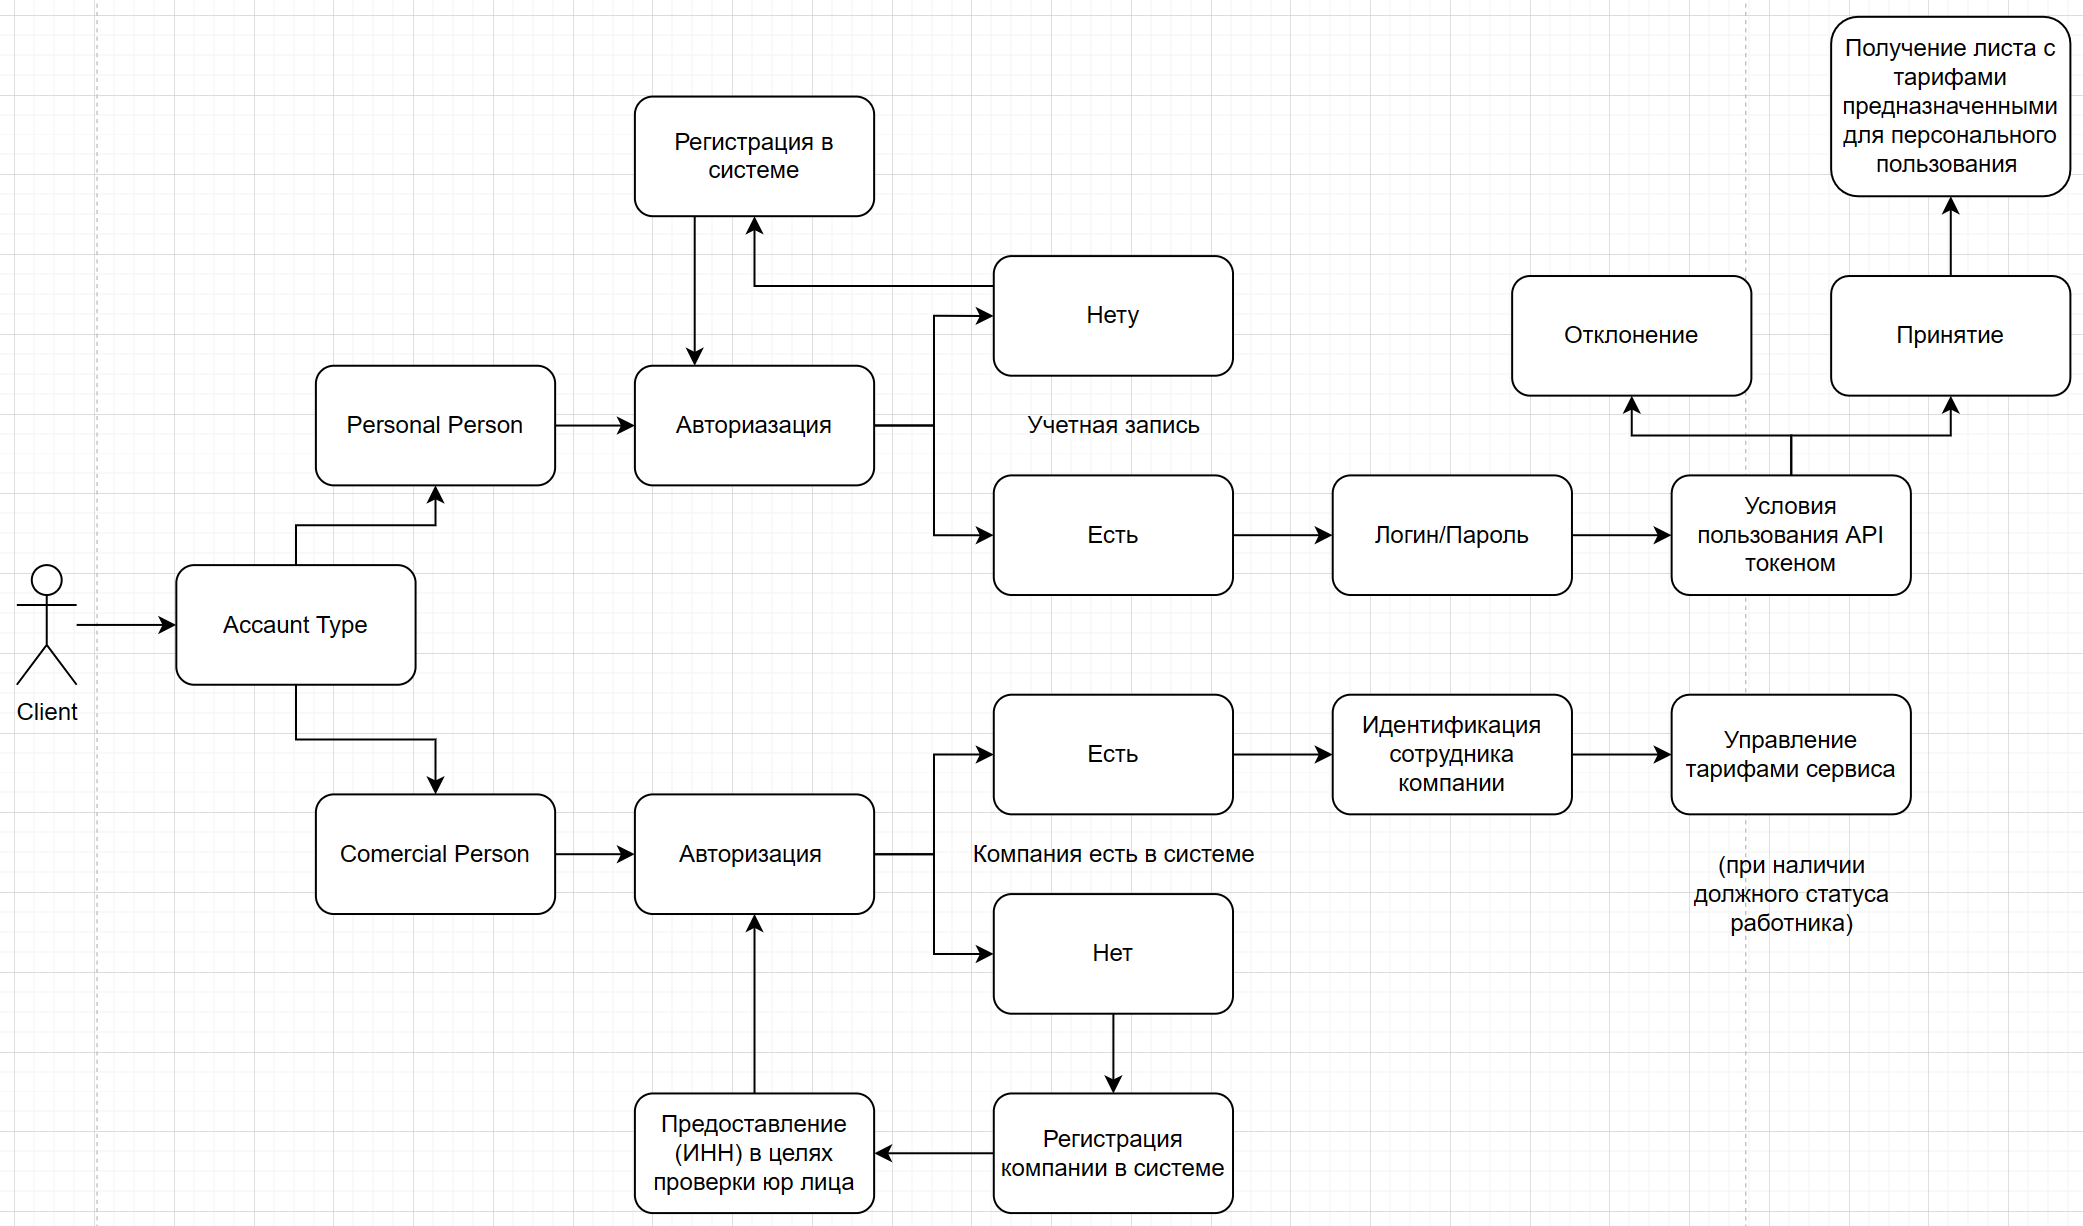 Получение листа с
тарифами
предназначенными
для персонального
пользования
Регистрация в
системе
Нету
Отклонение
Принятие
Personal Person
Авториазация
Учетная запись
Есть
Логин/Пароль
Условия
пользования API
токеном
Accaunt Type
Client
Есть
Идентификация
сотрудника
компании
Управление
тарифами сервиса
Comercial Person
Авторизация
Компания есть в системе
(при наличии
должного статуса
работника)
Нет
Предоставление
(ИНН) в целях
проверки юр лица
Регистрация
компании в системе